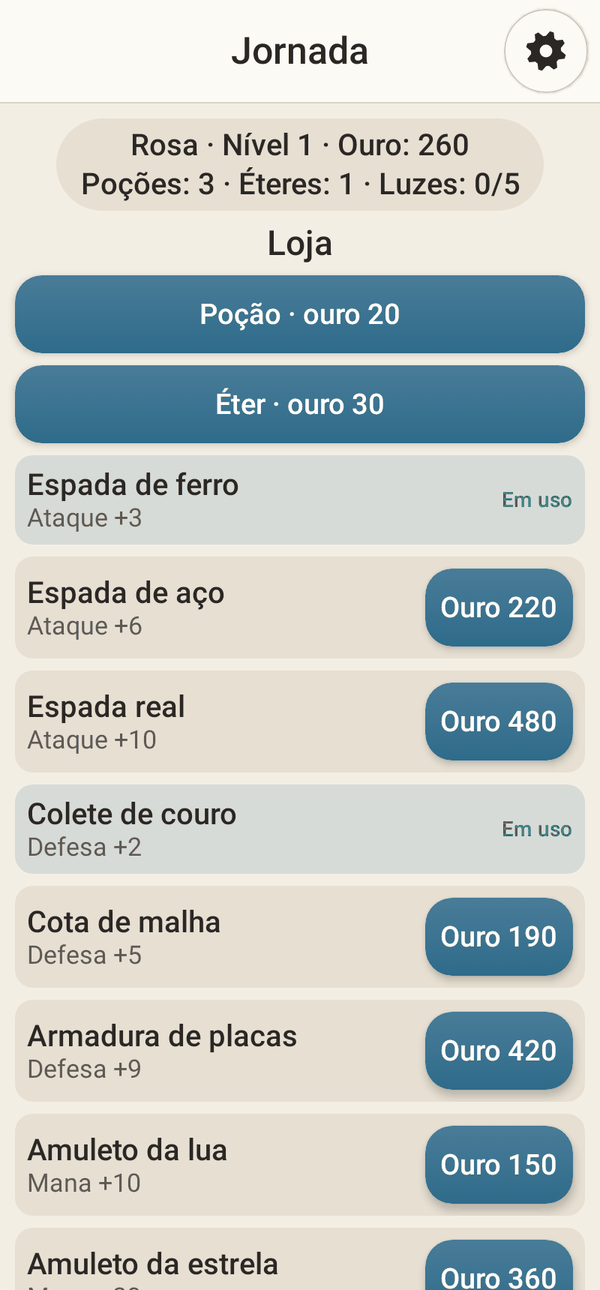 Jornada
Rosa · Nível 1 · Ouro: 260
Poções: 3 · Éteres: 1 · Luzes: 0/5
Loja
Poção · ouro 20
Éter · ouro 30
Espada de ferro
Ataque +3
Em uso
Espada de aço
Ataque +6
Ouro 220
Espada real
Ataque +10
Ouro 480
Colete de couro
Defesa +2
Em uso
Cota de malha
Defesa +5
Ouro 190
Armadura de placas
Defesa +9
Ouro 420
Amuleto da lua
Mana +10
Ouro 150
Amuleto da estrela
Ouro 360